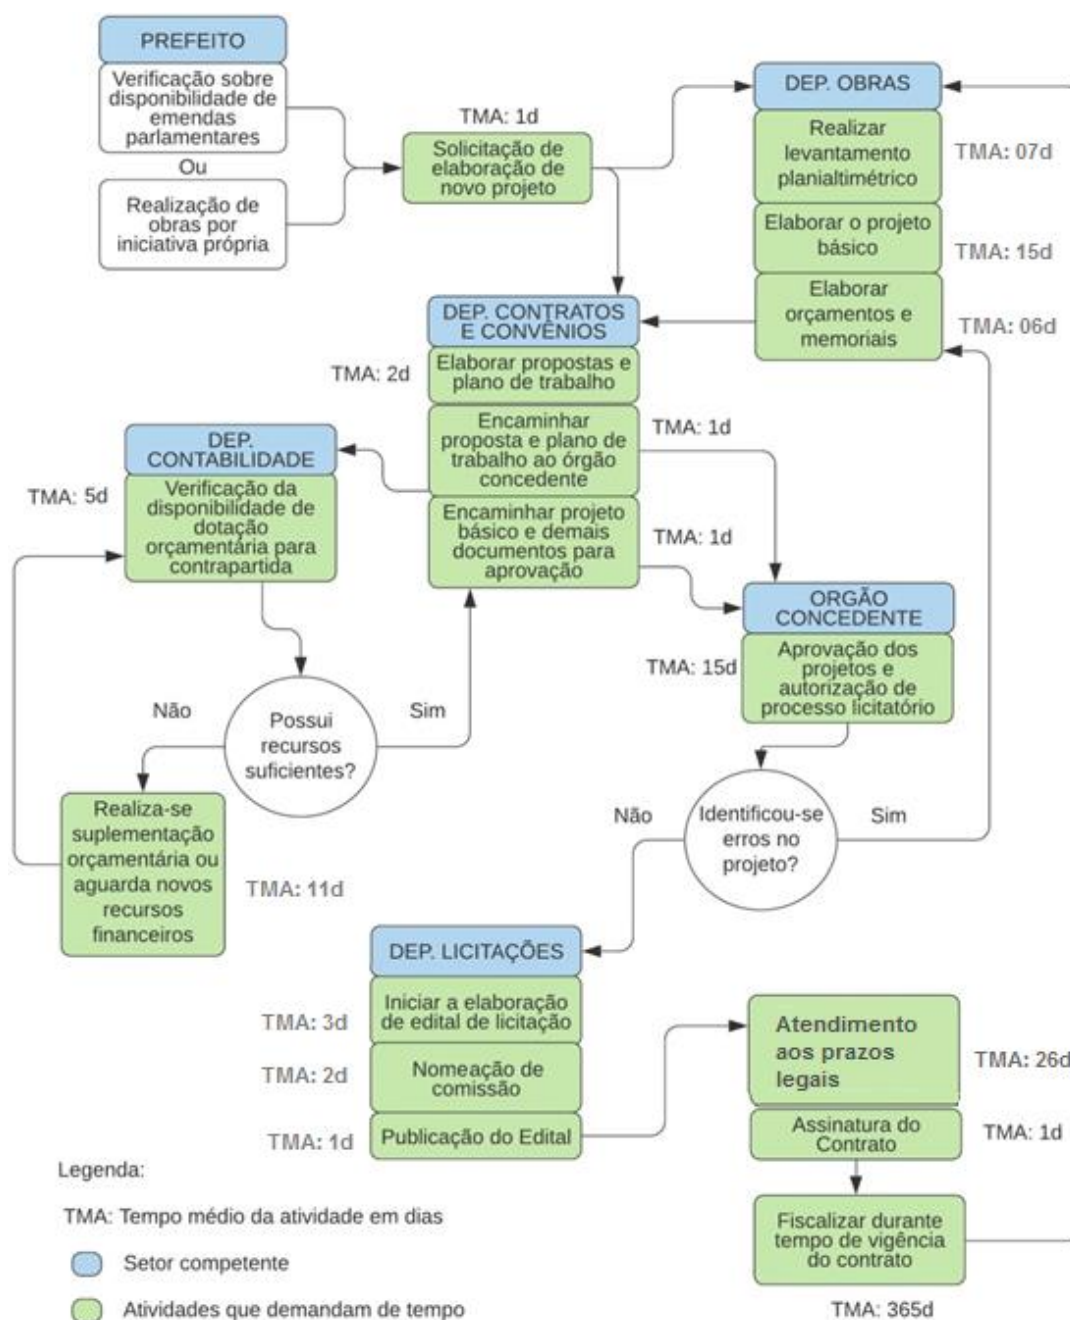 PREFEITO
Verificação sobre
disponibilidade de
emendas
parlamentares
Ou
Realização de
obras por
iniciativa própria
TMA: 1d
Solicitação de
elaboração de
novo projeto
DEP. OBRAS
Realizar
levantamento
planialtimétrico
TMA: 07d
Elaborar o projeto
básico
TMA: 15d
Elaborar
orçamentos e
memoriais
TMA: 06d
DEP. CONTRATOS
E CONVÊNIOS
TMA: 2d
Elaborar propostas e
plano de trabalho
Encaminhar
proposta e plano de
trabalho ao órgão
concedente
TMA: 1d
Encaminhar projeto
básico e demais
documentos para
aprovação
TMA: 1d
DEP.
CONTABILIDADE
TMA: 5d
Verificação da
disponibilidade de
dotação
orçamentária para
contrapartida
Não
Possui
recursos
suficientes?
Sim
Realiza-se
suplementação
orçamentária ou
aguarda novos
recursos
financeiros
TMA: 11d
ORGÃO
CONCEDENTE
TMA: 15d
Aprovação dos
projetos e
autorização de
processo licitatório
Não
Identificou-se
erros no
projeto?
Sim
DEP. LICITAÇÕES
TMA: 3d
Iniciar a elaboração
de edital de licitação
TMA: 2d
Nomeação de
comissão
TMA: 1d
Publicação do Edital
Atendimento
aos prazos
legais
TMA: 26d
Assinatura do
Contrato
TMA: 1d
Fiscalizar durante
tempo de vigência
do contrato
TMA: 365d
Legenda:
TMA: Tempo médio da atividade em dias
Setor competente
Atividades que demandam de tempo